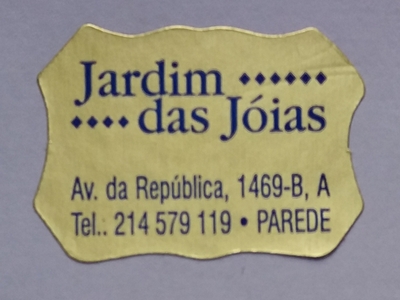 Jardim
das Jóias
Av. da República, 1469-B, A
Tel.: 214 579 119 • PAREDE